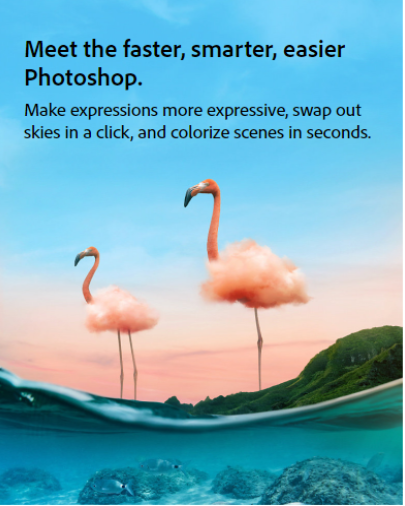 Meet the faster, smarter, easier
Photoshop.
Make expressions more expressive, swap out
skies in a click, and colorize scenes in seconds.